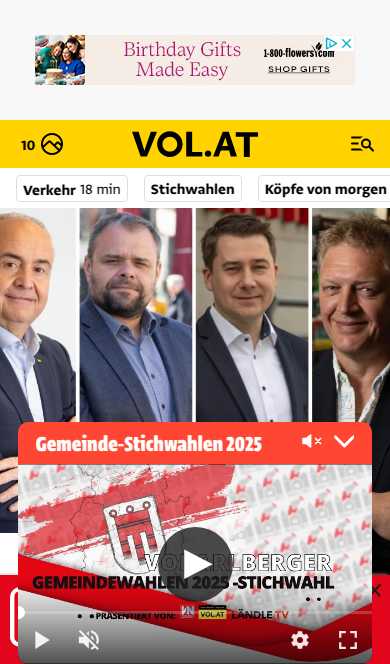 Birthday Gifts
Made Easy
1-800-flowers.com
SHOP GIFTS
10
VOL.AT
Verkehr 18 min
Stichwahlen
Köpfe von morgen
Gemeinde-Stichwahlen 2025
VORARLBERGER
GEMEINDEWAHLEN 2025 -STICHWAHL
PRÄSENTIERT VON: VN VOL.AT LÄNDLE TV